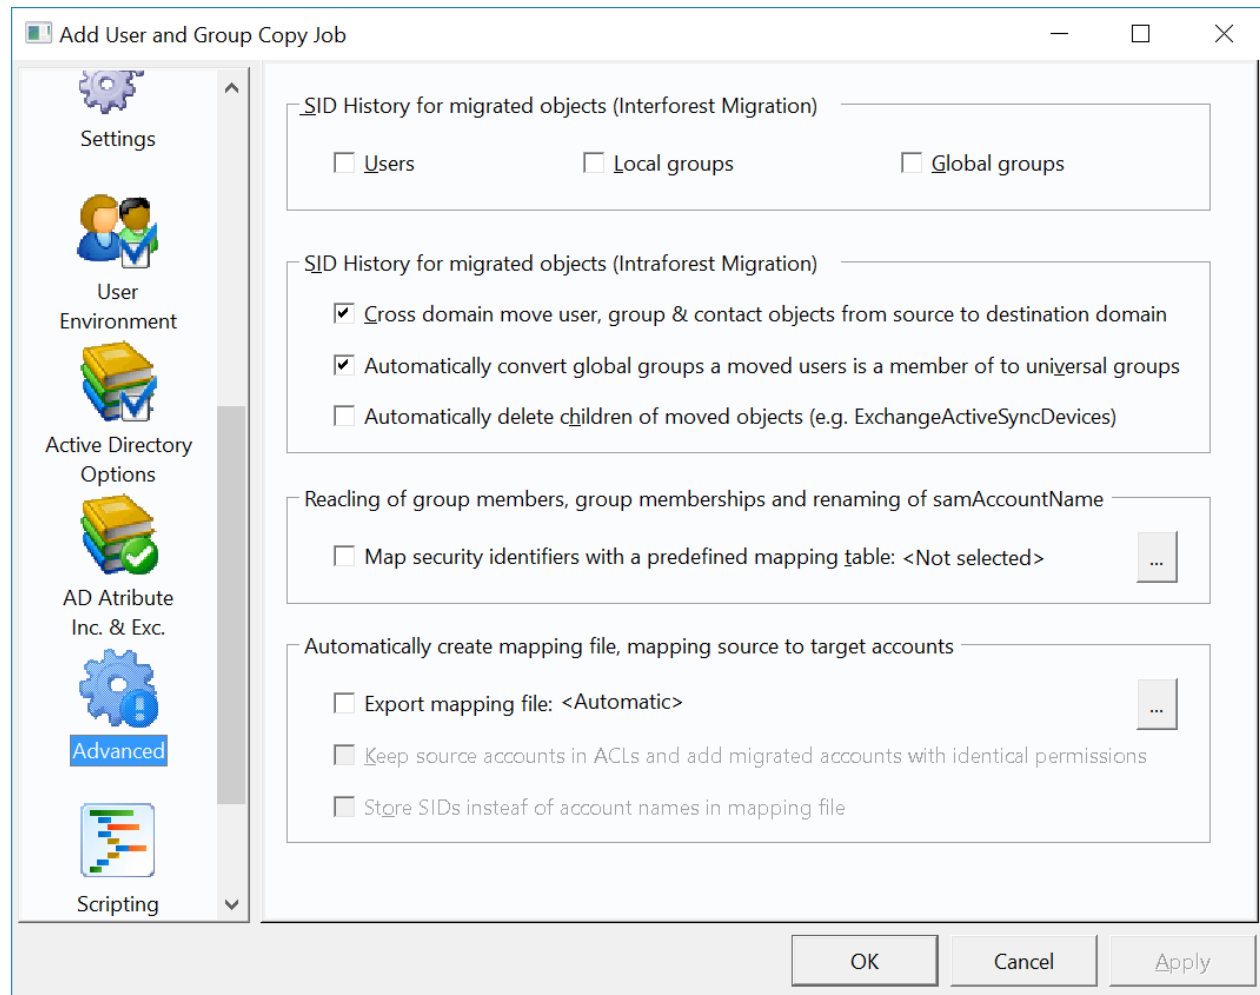 Add User and Group Copy Job
Settings
User
Environment
Active Directory
Options
AD Atribute
Inc. & Exc.
Advanced
Scripting
SID History for migrated objects (Interforest Migration)
Users
Local groups
Global groups
SID History for migrated objects (Intraforest Migration)
Cross domain move user, group & contact objects from source to destination domain
Automatically convert global groups a moved users is a member of to universal groups
Automatically delete children of moved objects (e.g. ExchangeActiveSyncDevices)
Reacling of group members, group memberships and renaming of samAccountName
Map security identifiers with a predefined mapping table: <Not selected>
...
Automatically create mapping file, mapping source to target accounts
Export mapping file: <Automatic>
...
Keep source accounts in ACLs and add migrated accounts with identical permissions
Store SIDs insteaf of account names in mapping file
OK
Cancel
Apply